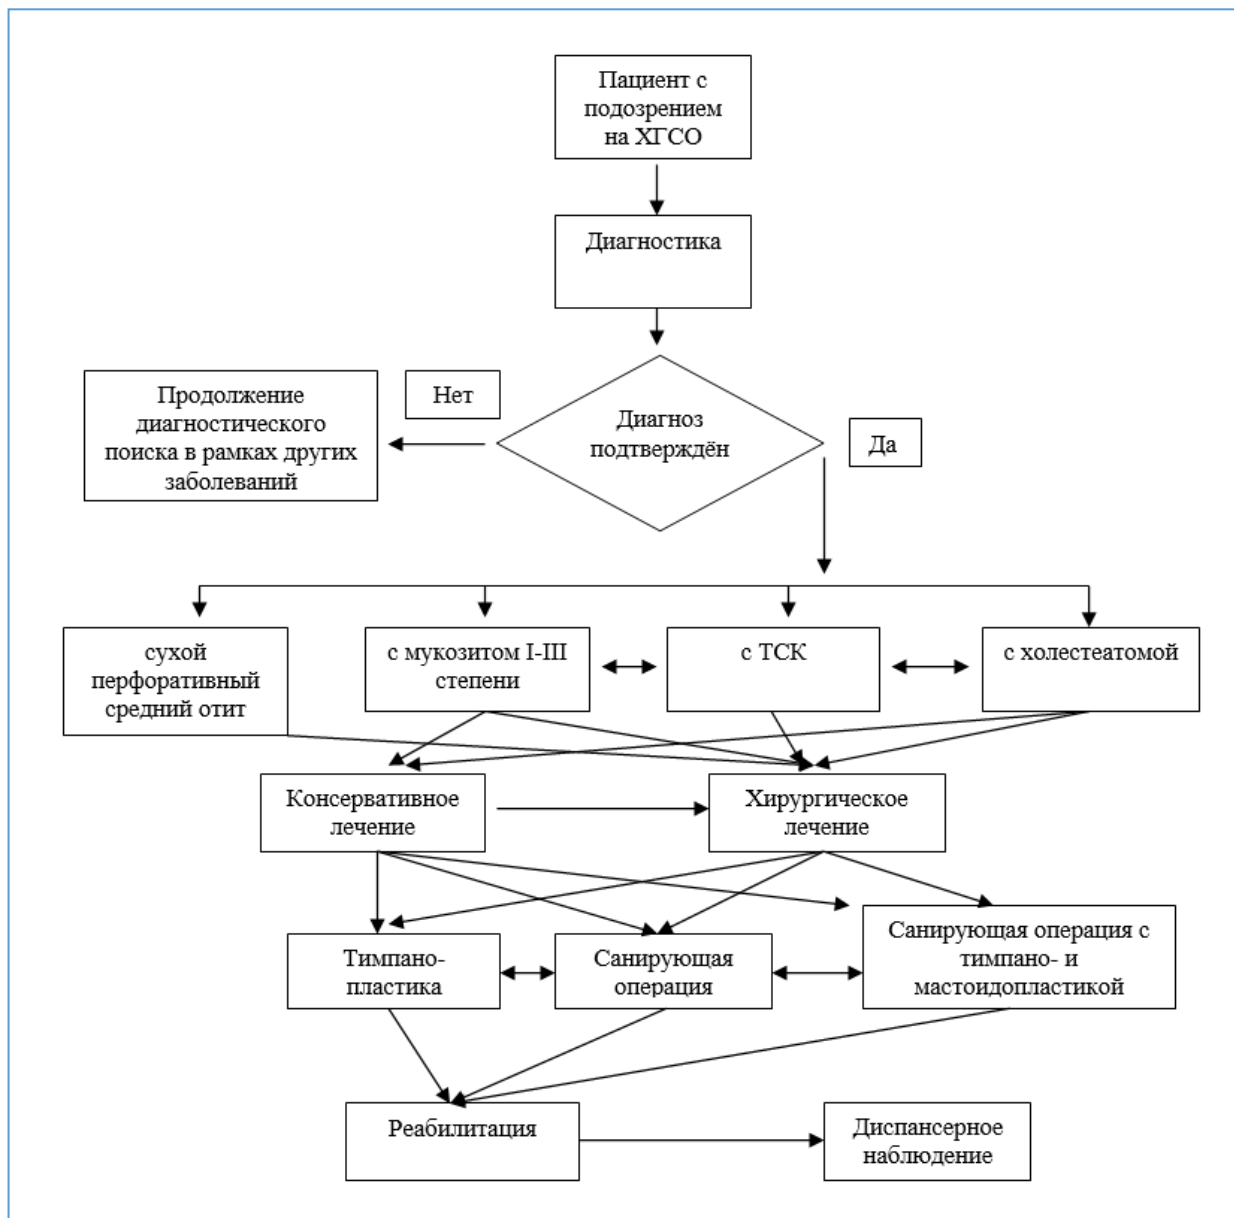 Пациент с
подозрением
на ХГСО
Диагностика
Продолжение
диагностического
поиска в рамках других
заболеваний
Нет
Диагноз
подтверждён
Да
сухой
перфоративный
средний отит
с мукозитом I-III
степени
с ТСК
с холестеатомой
Консервативное
лечение
Хирургическое
лечение
Тимпано-
пластика
Санирующая
операция
Санирующая операция с
тимпано- и
мастоидопластикой
Реабилитация
Диспансерное
наблюдение